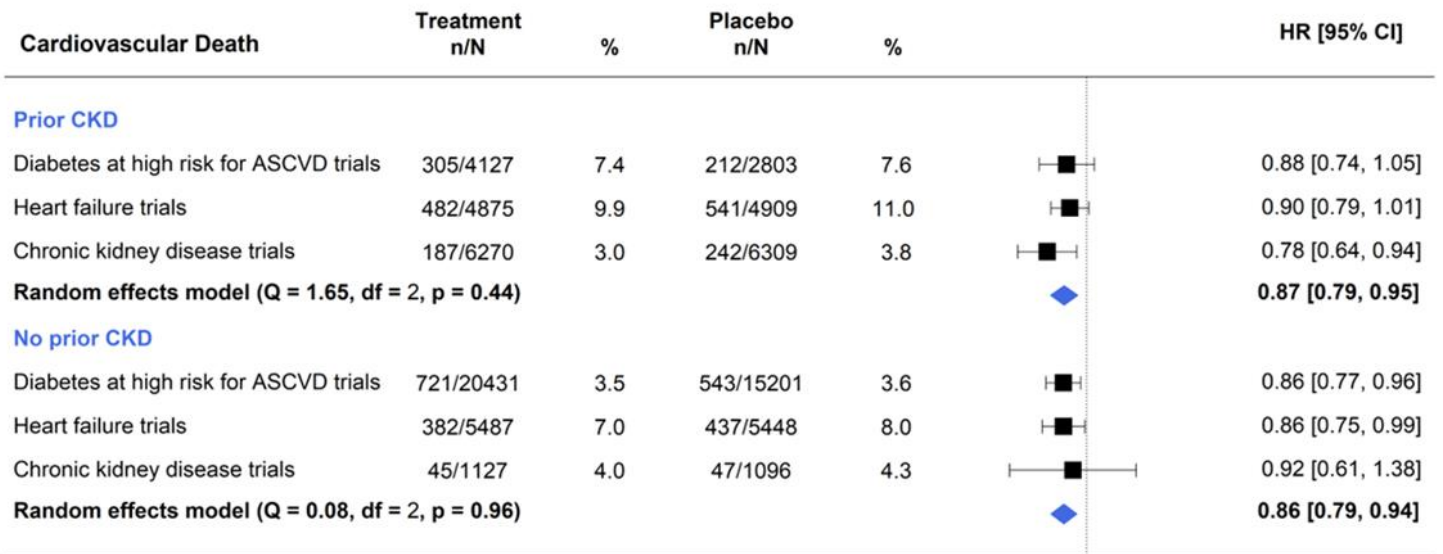 Cardiovascular Death Treatment n/N % Placebo n/N % HR [95% CI]
Prior CKD
Diabetes at high risk for ASCVD trials 305/4127 7.4 212/2803 7.6 0.88 [0.74, 1.05]
Heart failure trials 482/4875 9.9 541/4909 11.0 0.90 [0.79, 1.01]
Chronic kidney disease trials 187/6270 3.0 242/6309 3.8 0.78 [0.64, 0.94]
Random effects model (Q = 1.65, df = 2, p = 0.44) 0.87 [0.79, 0.95]
No prior CKD
Diabetes at high risk for ASCVD trials 721/20431 3.5 543/15201 3.6 0.86 [0.77, 0.96]
Heart failure trials 382/5487 7.0 437/5448 8.0 0.86 [0.75, 0.99]
Chronic kidney disease trials 45/1127 4.0 47/1096 4.3 0.92 [0.61, 1.38]
Random effects model (Q = 0.08, df = 2, p = 0.96) 0.86 [0.79, 0.94]